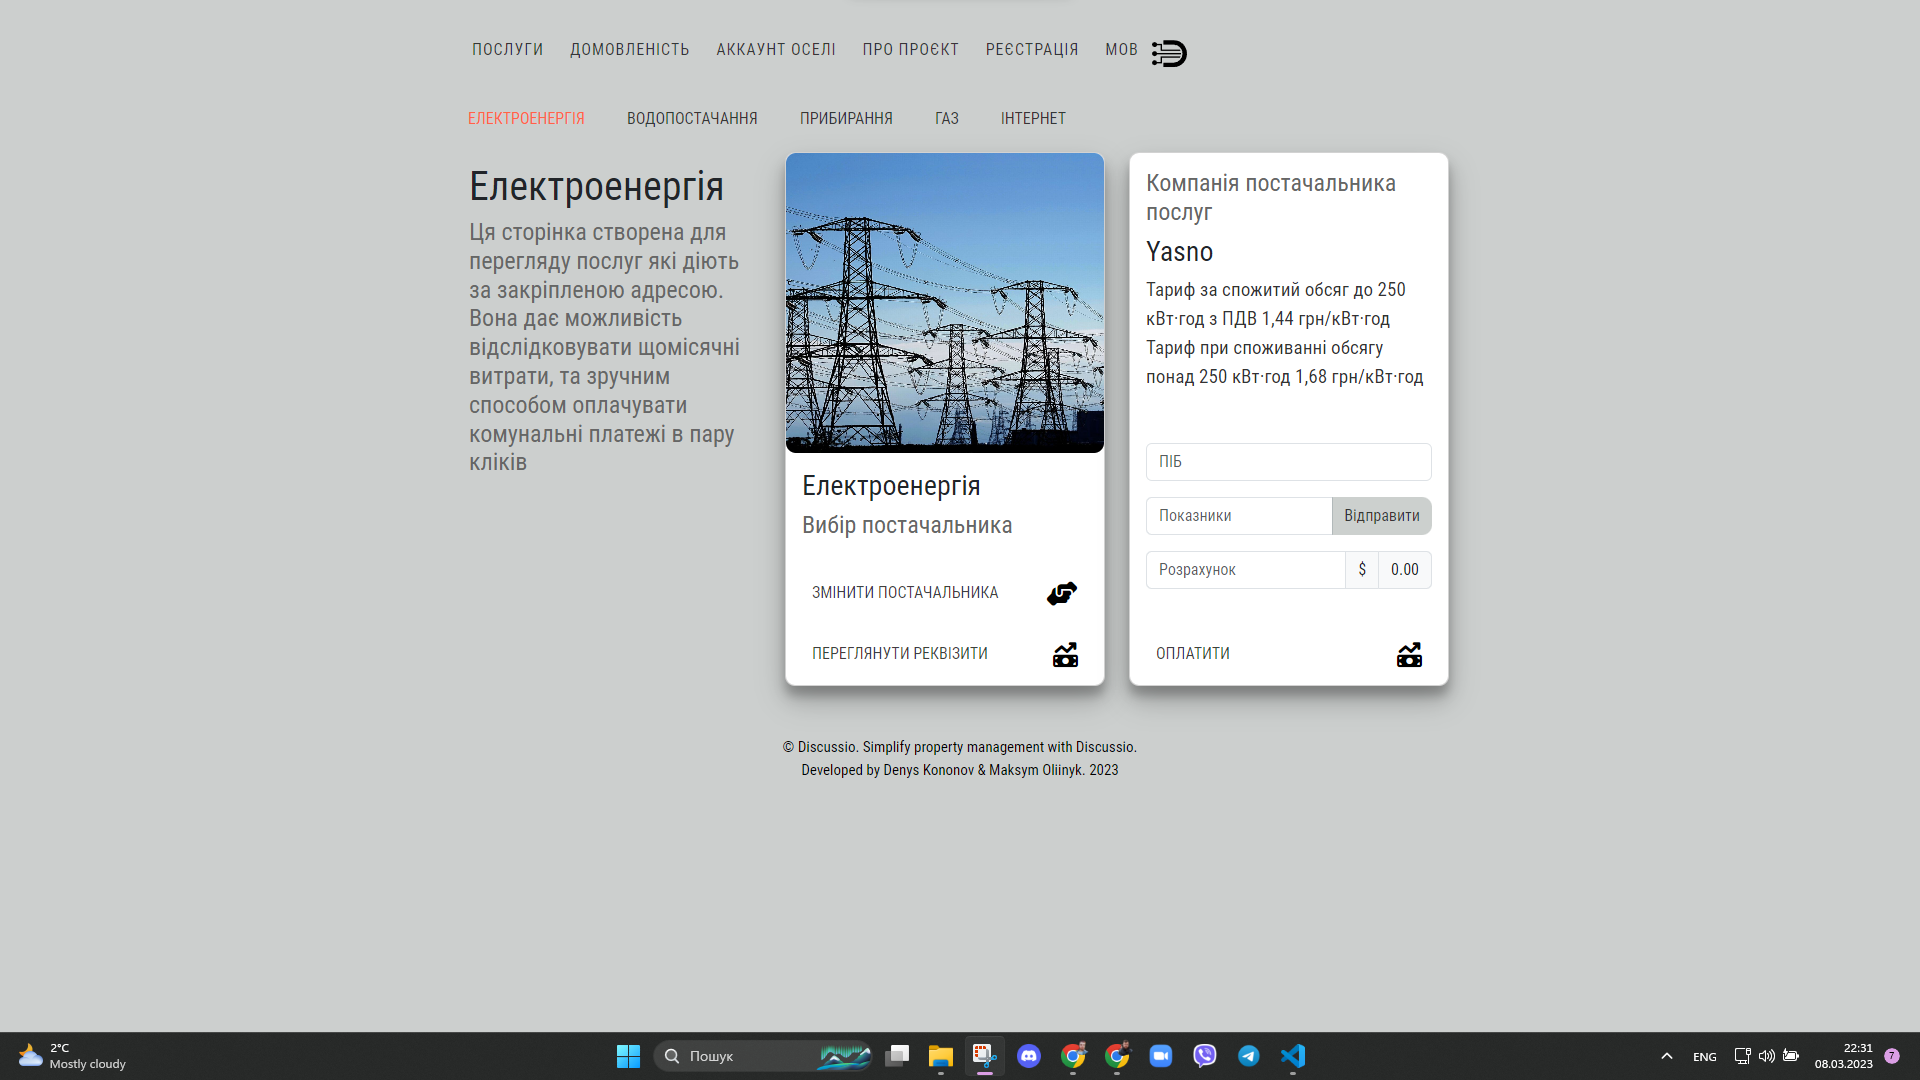 ПОСЛУГИ ДОМОВЛЕНІСТЬ АККАУНТ ОСЕЛІ ПРО ПРОЄКТ РЕЄСТРАЦІЯ МОВ
ЕЛЕКТРОЕНЕРГІЯ ВОДОПОСТАЧАННЯ ПРИБИРАННЯ ГАЗ ІНТЕРНЕТ
Електроенергія
Ця сторінка створена для
перегляду послуг які діють
за закріпленою адресою.
Вона дає можливість
відслідковувати щомісячні
витрати, та зручним
способом оплачувати
комунальні платежі в пару
кліків
Електроенергія
Вибір постачальника
ЗМІНИТИ ПОСТАЧАЛЬНИКА
ПЕРЕГЛЯНУТИ РЕКВІЗИТИ
Компанія постачальника
послуг
Yasno
Тариф за спожитий обсяг до 250
кВт·год з ПДВ 1,44 грн/кВт·год
Тариф при споживанні обсягу
понад 250 кВт·год 1,68 грн/кВт·год
ПІБ
Показники Відправити
Розрахунок $ 0.00
ОПЛАТИТИ
© Discussio. Simplify property management with Discussio.
Developed by Denys Kononov & Maksym Oliinyk. 2023
2°C
Mostly cloudy
Пошук
ENG
22:31
08.03.2023
7